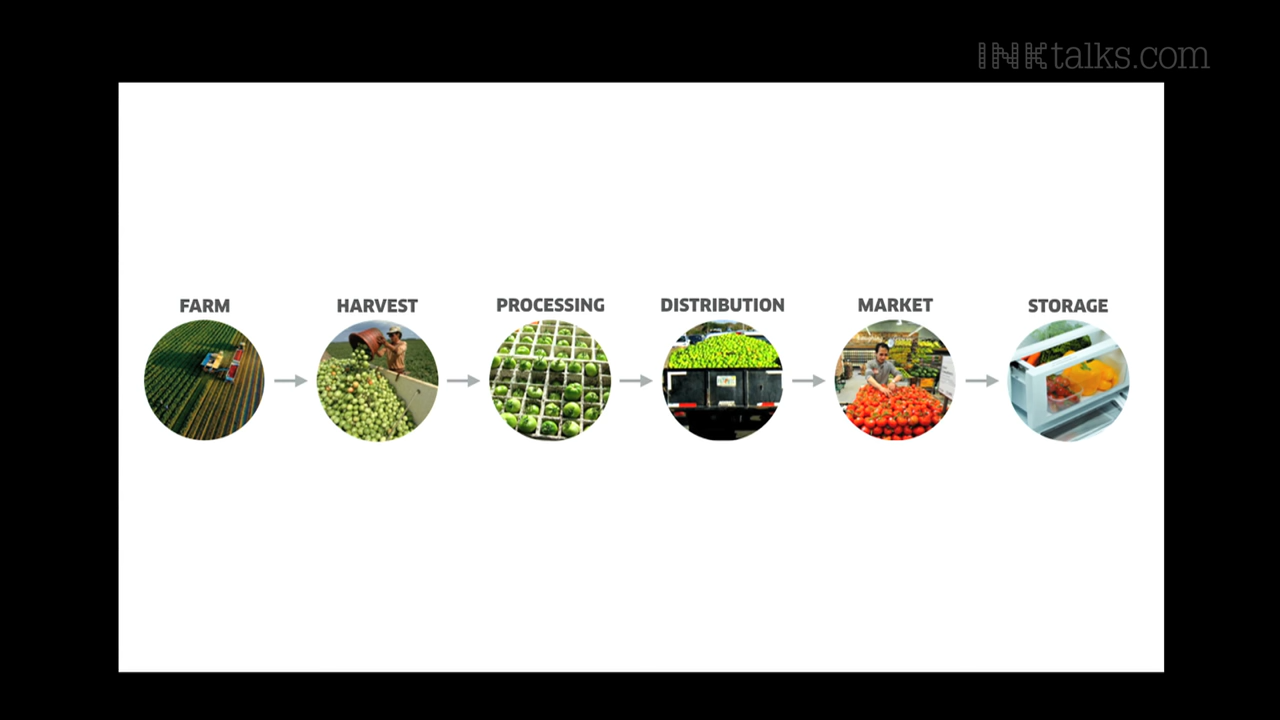 INKtalks.com
FARM
HARVEST
PROCESSING
DISTRIBUTION
MARKET
STORAGE